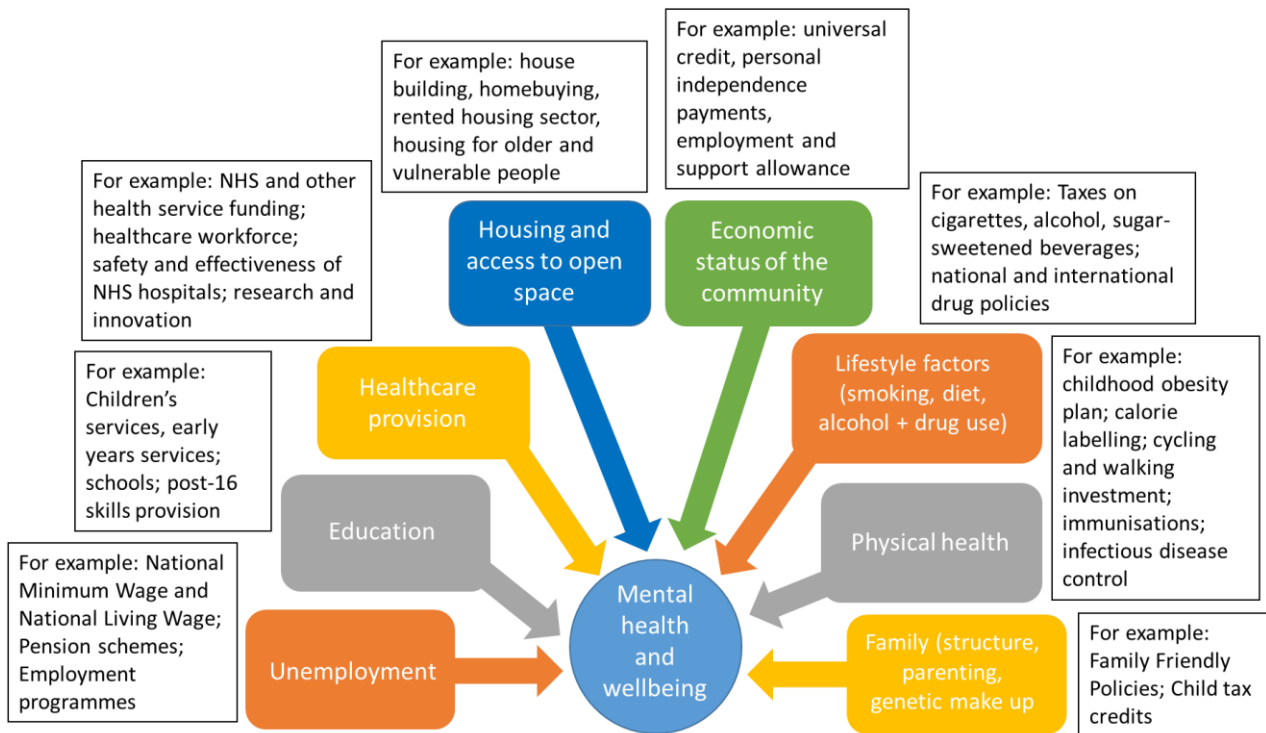 For example: house
building, homebuying,
rented housing sector,
housing for older and
vulnerable people
For example: universal
credit, personal
independence
payments,
employment and
support allowance
For example: NHS and other
health service funding;
healthcare workforce;
safety and effectiveness of
NHS hospitals; research and
innovation
Housing and
access to open
space
Economic
status of the
community
For example: Taxes on
cigarettes, alcohol, sugar-
sweetened beverages;
national and international
drug policies
For example:
Children's
services, early
years services;
schools; post-16
skills provision
Healthcare
provision
Lifestyle factors
(smoking, diet,
alcohol + drug use)
For example:
childhood obesity
plan; calorie
labelling; cycling
and walking
investment;
immunisations;
infectious disease
control
Education
Physical health
For example: National
Minimum Wage and
National Living Wage;
Pension schemes;
Employment
programmes
Unemployment
Mental
health
and
wellbeing
Family (structure,
parenting,
genetic make up
For example:
Family Friendly
Policies; Child tax
credits